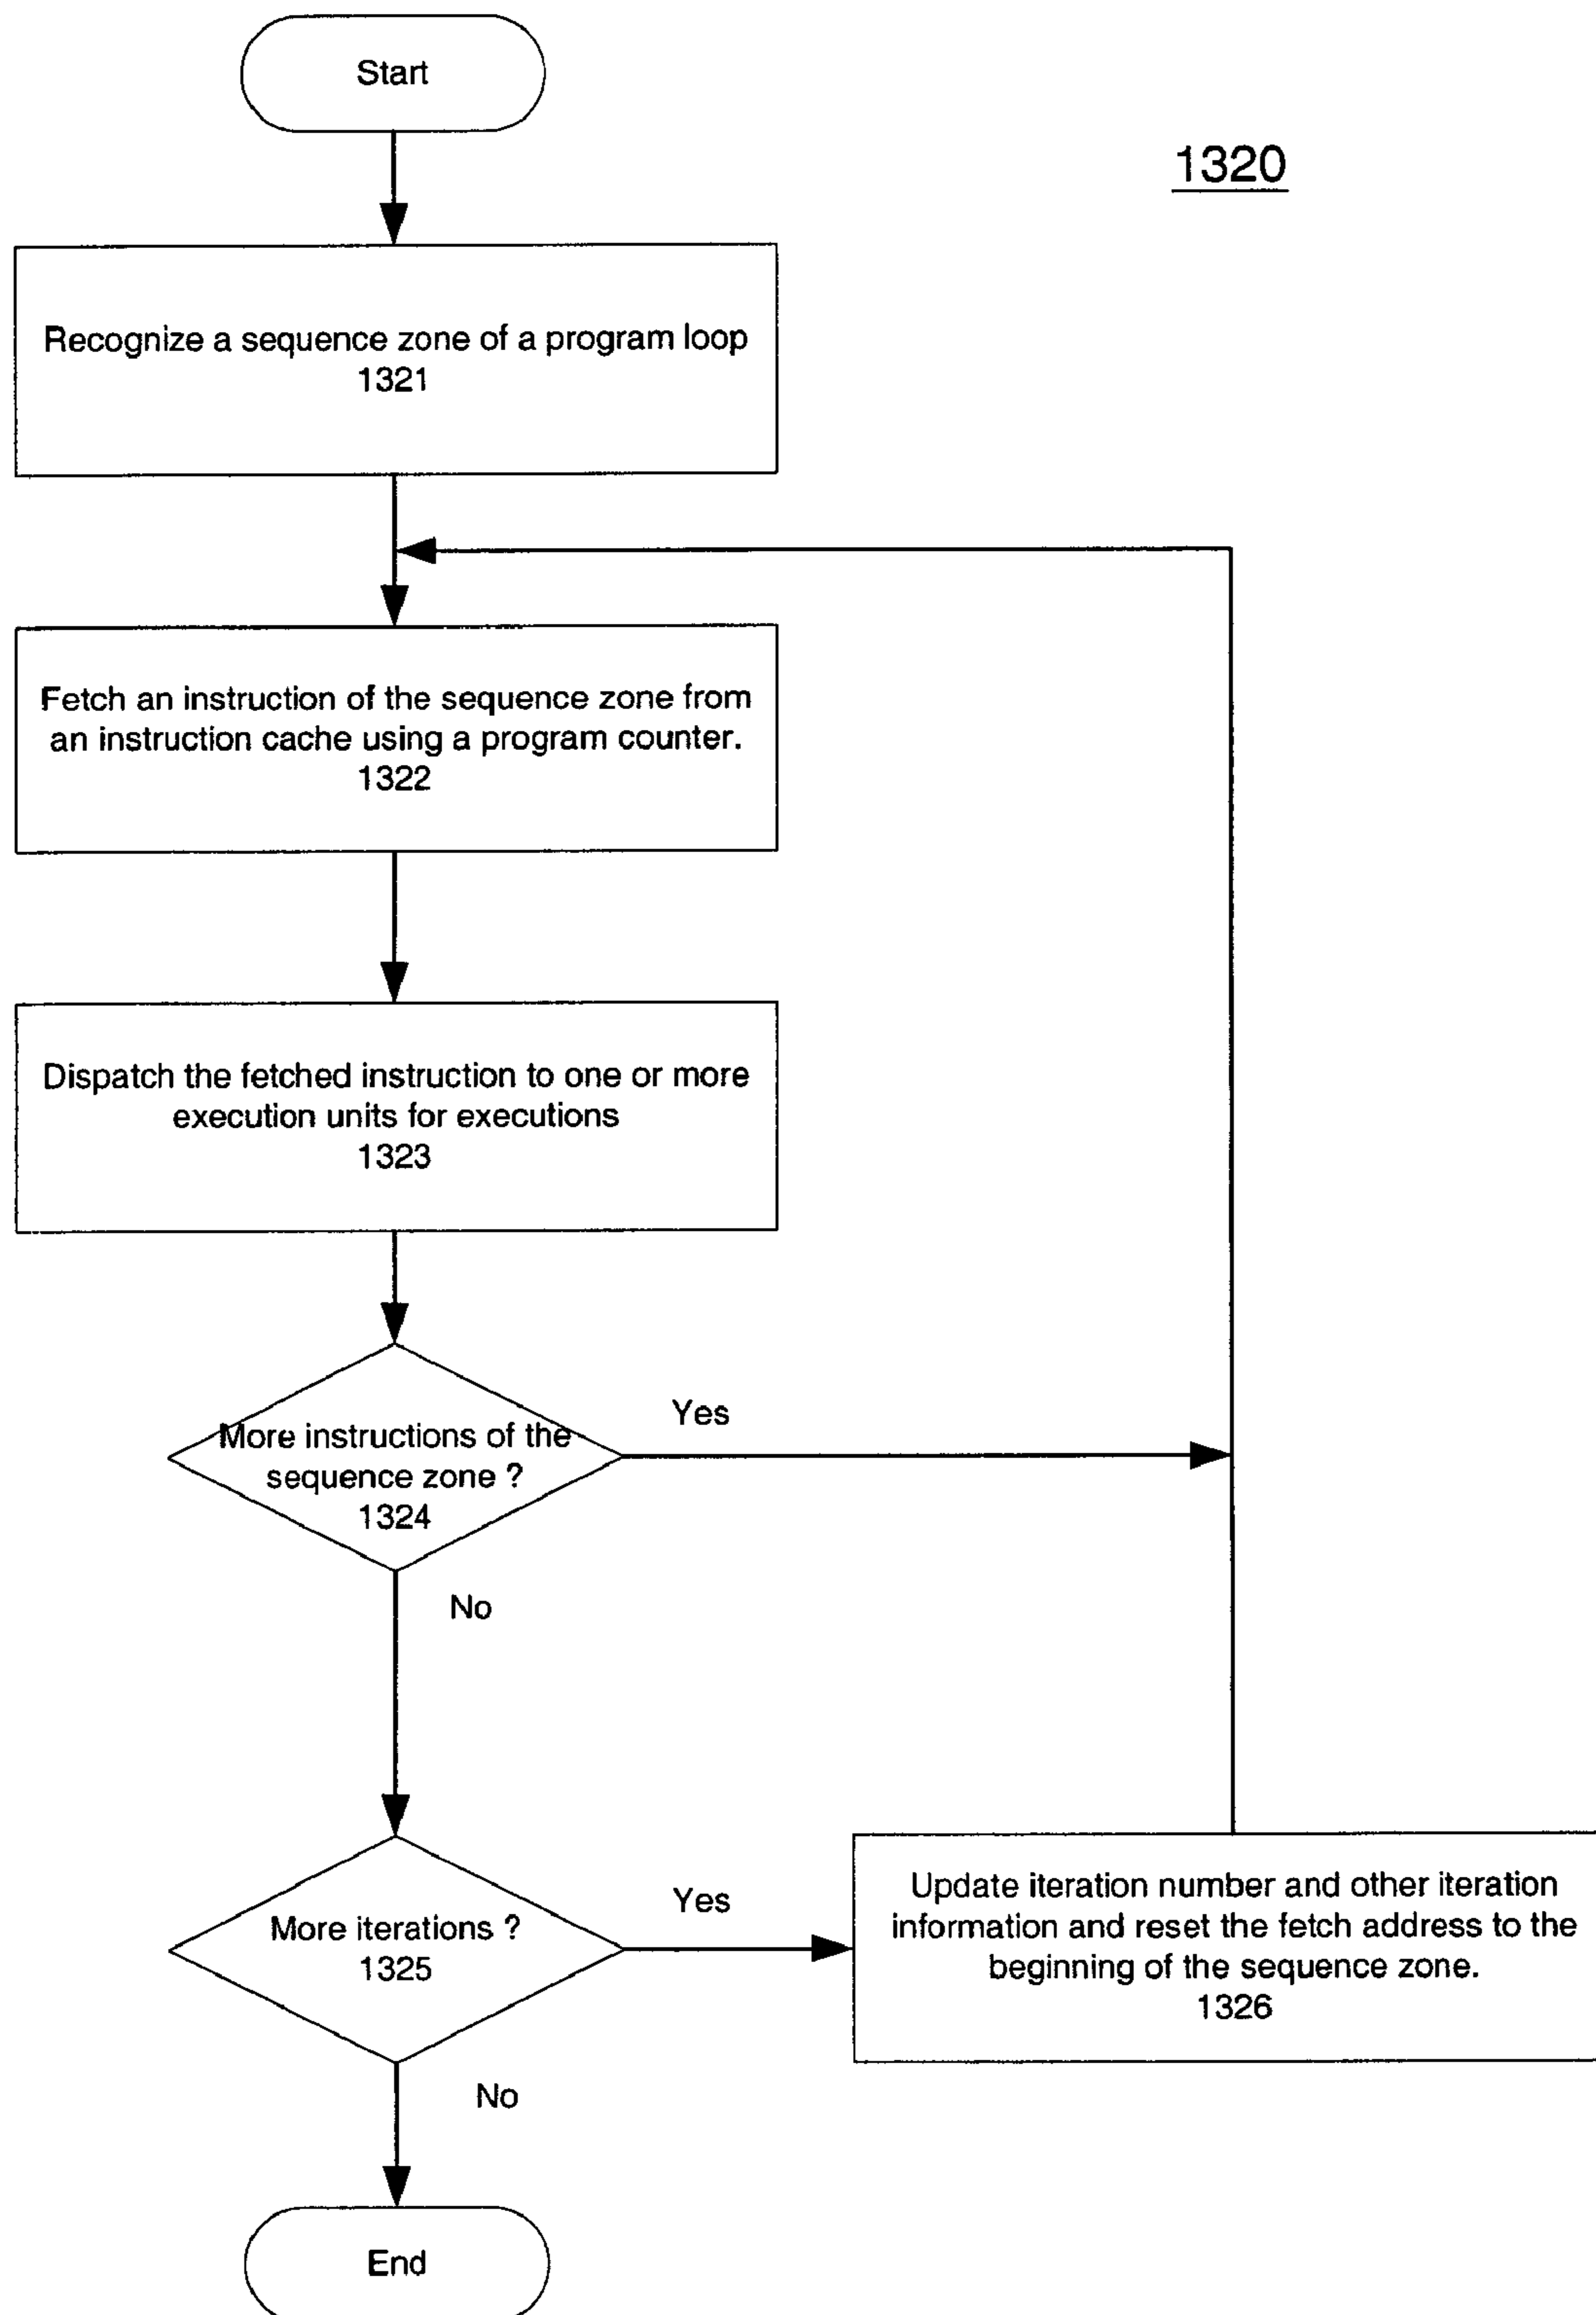 Start
1320
Recognize a sequence zone of a program loop
1321
Fetch an instruction of the sequence zone from
an instruction cache using a program counter.
1322
Dispatch the fetched instruction to one or more
execution units for executions
1323
More instructions of the
sequence zone ?
1324
Yes
No
More iterations ?
1325
Yes
Update iteration number and other iteration
information and reset the fetch address to the
beginning of the sequence zone.
1326
No
End